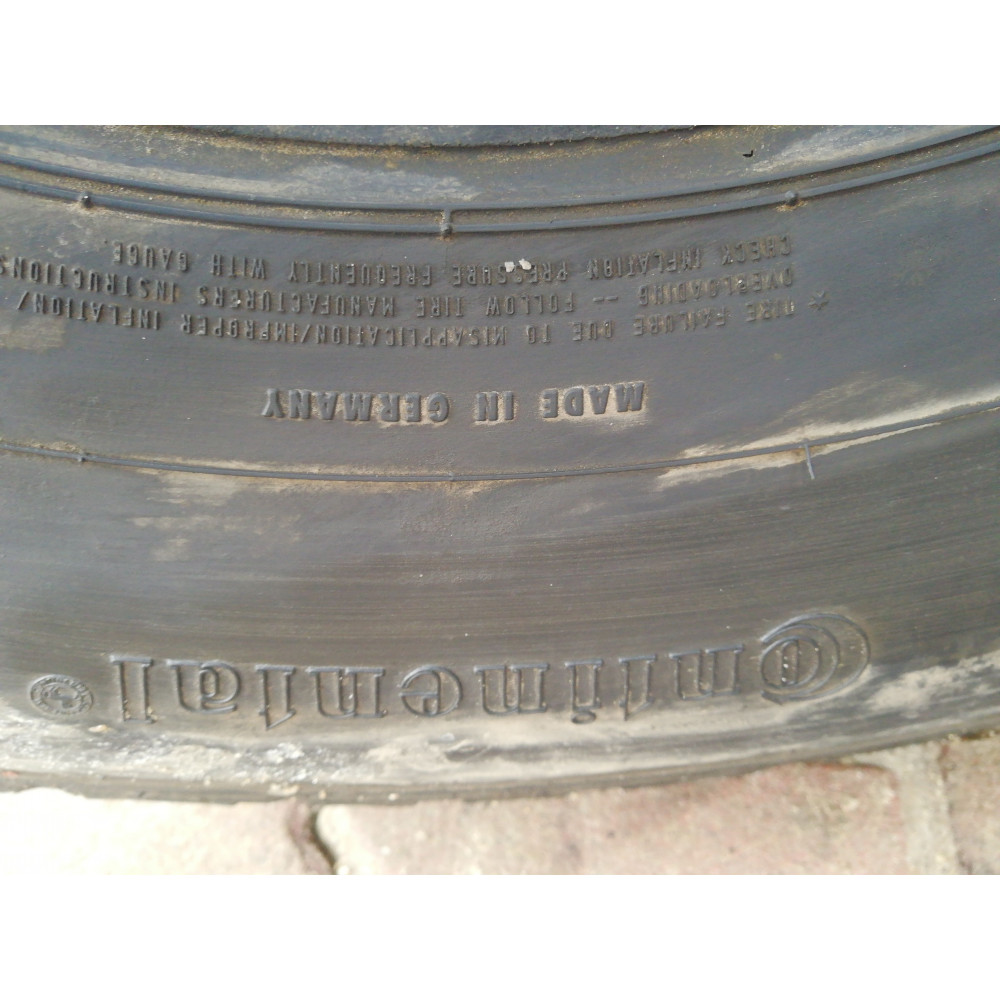 Continental
MADE IN GERMANY
* TIRE FAILURE DUE TO MISAPPLICATION/IMPROPER INFLATION/
OVERLOADING -- FOLLOW TIRE MANUFACTURERS INSTRUCTIONS
CHECK INFLATION PRESSURE FREQUENTLY WITH GAUGE.